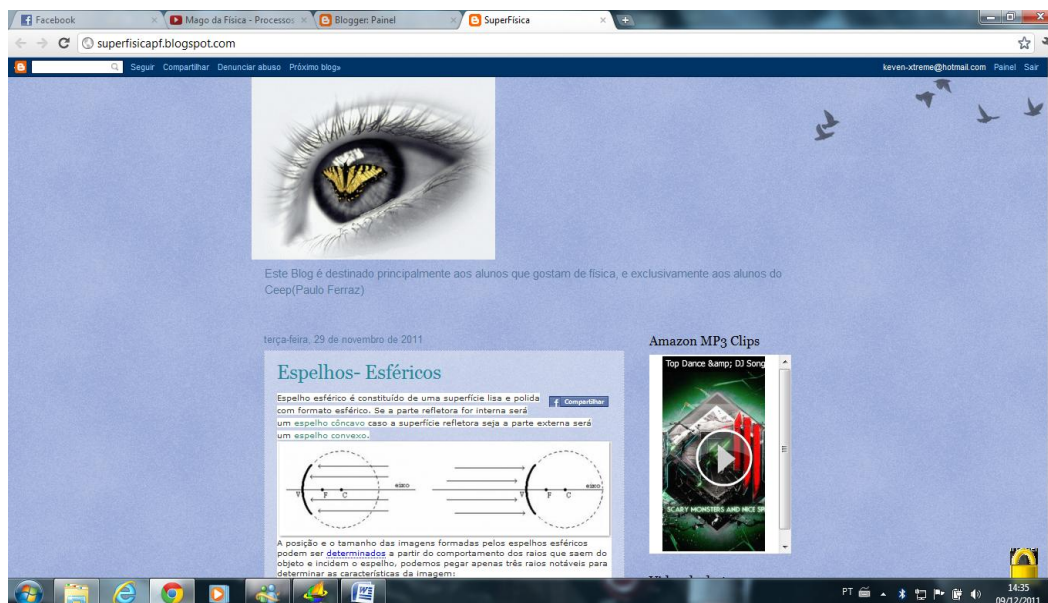 Facebook
Mago da Física - Processos
Blogger: Painel
SuperFísica
superfisicapf.blogspot.com
Seguir Compartilhar Denunciar abuso Próximo blog»
keven-xtreme@hotmail.com Painel Sair
Este Blog é destinado principalmente aos alunos que gostam de física, e exclusivamente aos alunos do
Ceep(Paulo Ferraz)
terça-feira, 29 de novembro de 2011
Espelhos- Esféricos
Espelho esférico é constituído de uma superfície lisa e polida
com formato esférico. Se a parte refletora for interna será
um espelho côncavo caso a superfície refletora seja a parte externa será
um espelho convexo.
Compartilhar
V F C eixo
V F C eixo
A posição e o tamanho das imagens formadas pelos espelhos esféricos
podem ser determinados a partir do comportamento dos raios que saem do
objeto e incidem o espelho, podemos pegar apenas três raios notáveis para
determinar as características da imagem:
Amazon MP3 Clips
Top Dance &amp; DJ Song
SCARY MONSTERS AND NICE SP
PT
14:35
09/12/2011